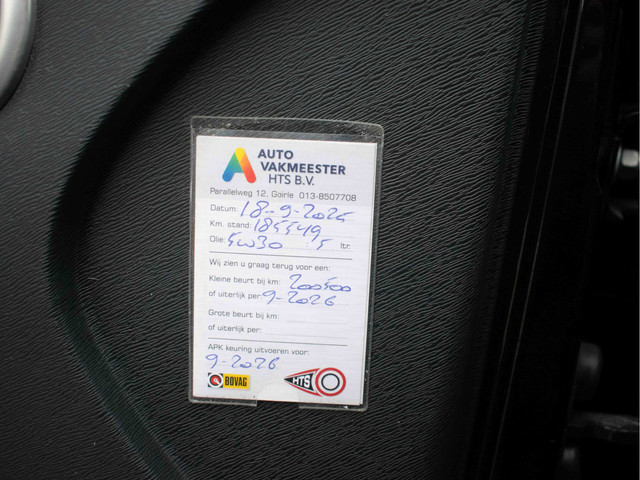 AUTO
VAKMEESTER
HTS B.V.
Parallelweg 12, Goirle 013-8507708
Datum: 18-9-2025
Km. stand: 185549
Olie: 5w30 : 5 ltr.
Wij zien u graag terug voor een:
Kleine beurt bij km: 200500
of uiterlijk per: 9-2026
Grote beurt bij km:
of uiterlijk per:
APK keuring uitvoeren voor:
9-2026
BOVAG HTS